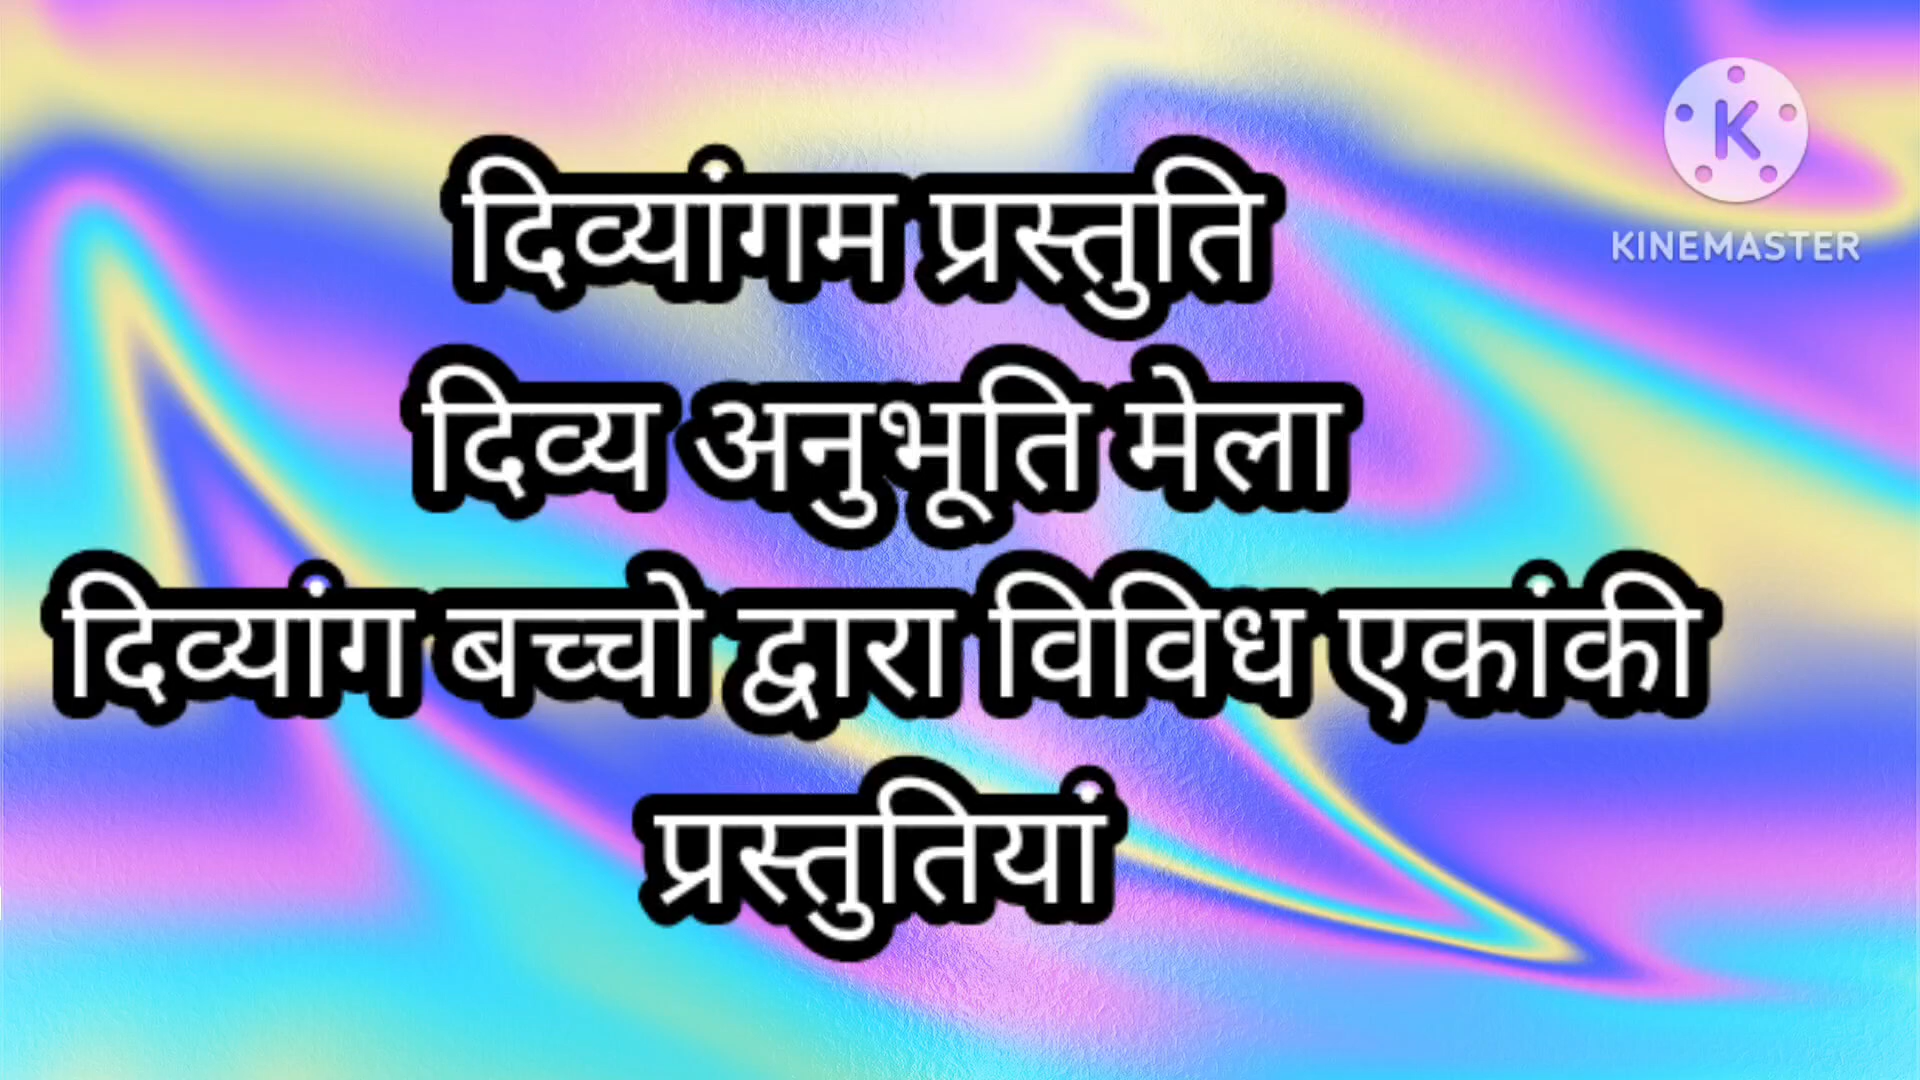 दिव्यांगम प्रस्तुति
दिव्य अनुभूति मेला
दिव्यांग बच्चो द्वारा विविध एकांकी
प्रस्तुतियां
K
KINEMASTER